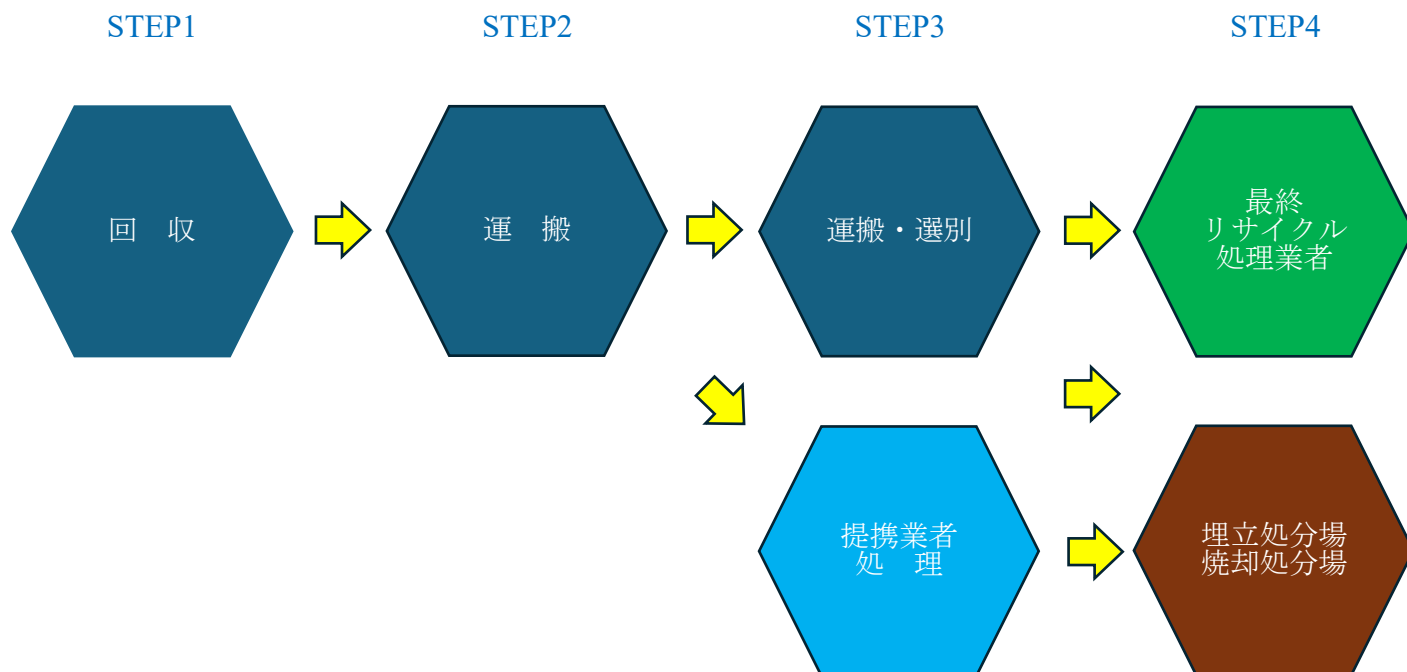 STEP1
STEP2
STEP3
STEP4
回　収
運　搬
運搬・選別
最終
リサイクル
処理業者
提携業者
処　理
埋立処分場
焼却処分場